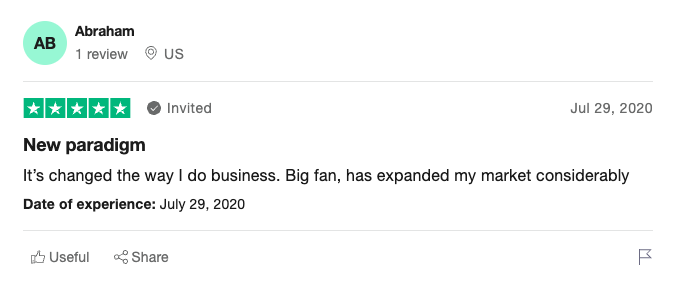 AB
Abraham
1 review US
Invited Jul 29, 2020
New paradigm
It’s changed the way I do business. Big fan, has expanded my market considerably
Date of experience: July 29, 2020
Useful Share